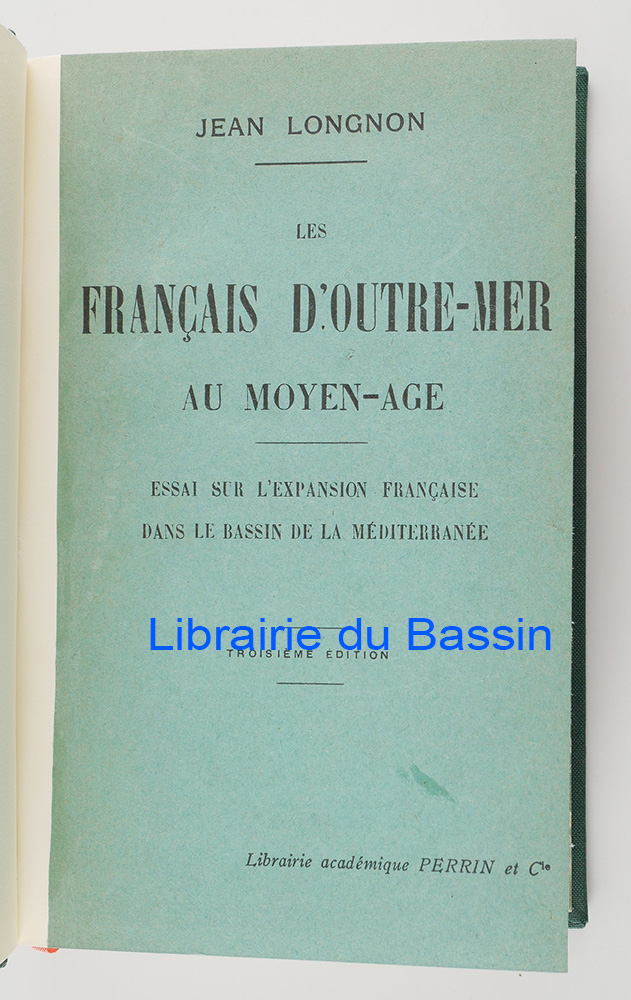 JEAN LONGNON
LES
FRANÇAIS D'OUTRE-MER
AU MOYEN-AGE
ESSAI SUR L'EXPANSION FRANÇAISE
DANS LE BASSIN DE LA MÉDITERRANÉE
Librairie du Bassin
TROISIÈME ÉDITION
Librairie académique PERRIN et Cie